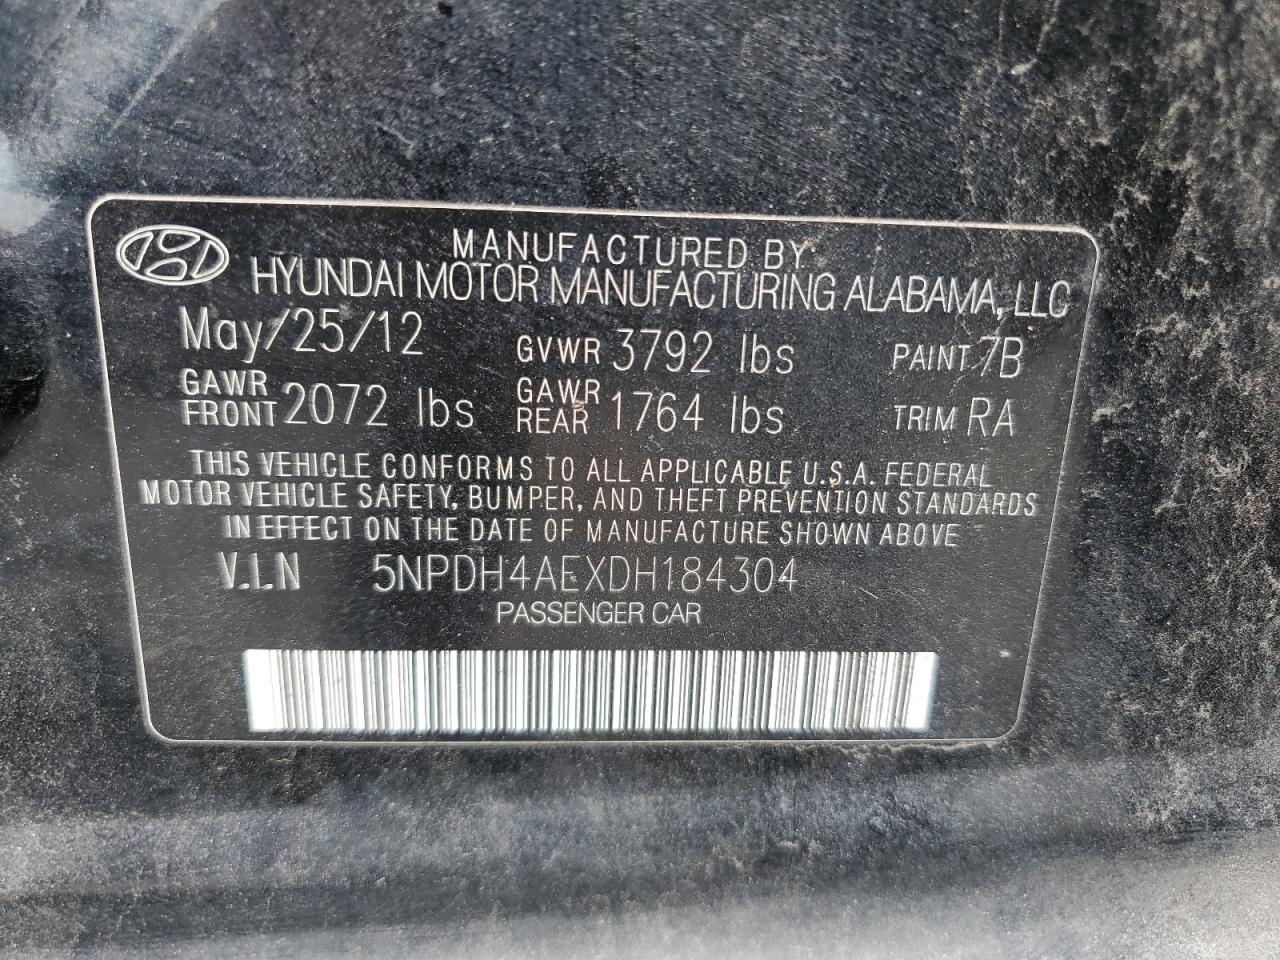 MANUFACTURED BY
HYUNDAI MOTOR MANUFACTURING ALABAMA, LLC
May/25/12 GVWR 3792 lbs PAINT 7B
GAWR FRONT 2072 lbs GAWR REAR 1764 lbs TRIM RA
THIS VEHICLE CONFORMS TO ALL APPLICABLE U.S.A. FEDERAL
MOTOR VEHICLE SAFETY, BUMPER, AND THEFT PREVENTION STANDARDS
IN EFFECT ON THE DATE OF MANUFACTURE SHOWN ABOVE
V.I.N 5NPDH4AEXDH184304
PASSENGER CAR